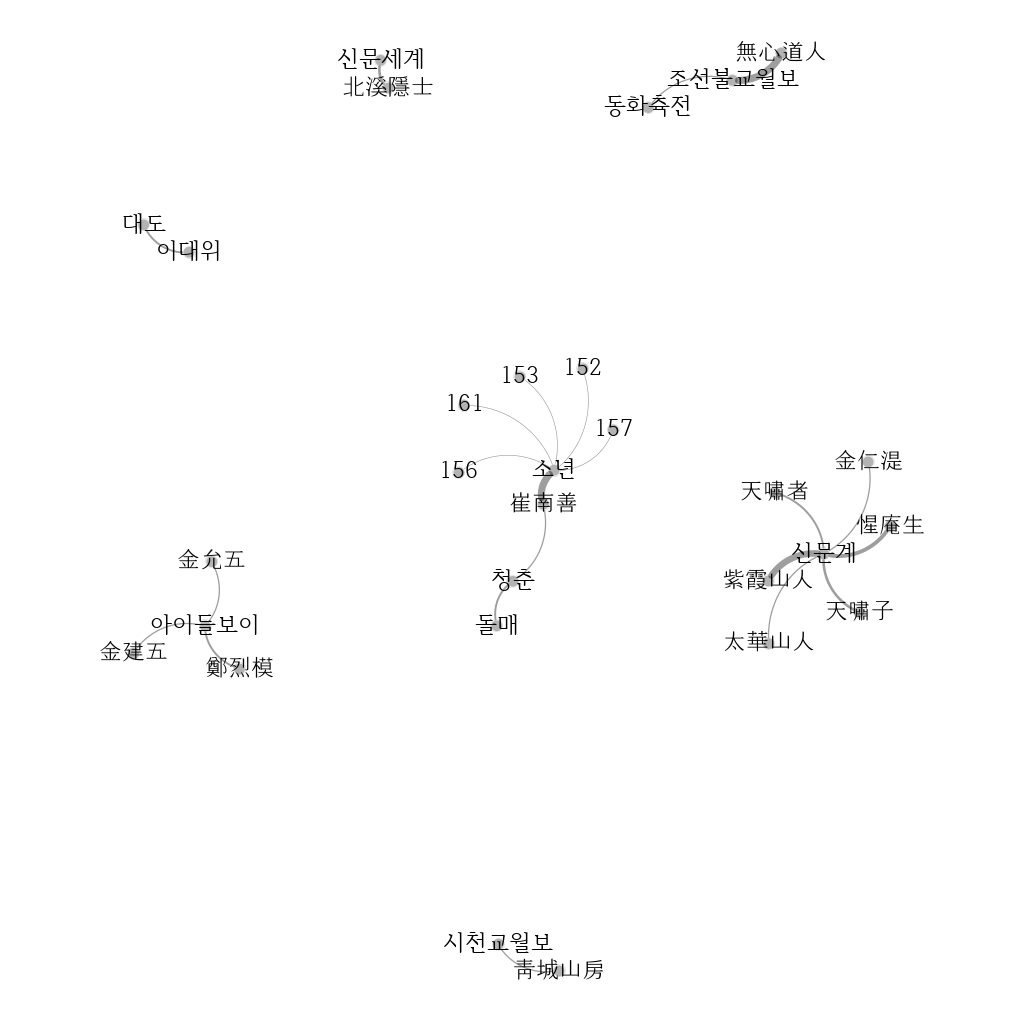 無心道人
신문세계
조선불교월보
北溪隱士
동화축전
대도
이대위
152
153
161
157
金仁湜
소년
156
天嘯者
崔南善
惺庵生
신문계
金允五
紫霞山人
청춘
天嘯子
돌매
아이들보이
太華山人
金建五
鄭烈模
시천교월보
靑城山房